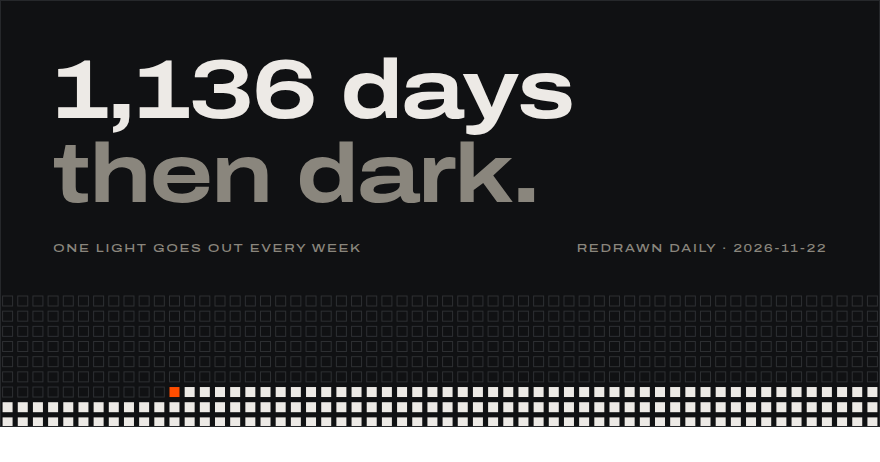 1,136 days
then dark.
ONE LIGHT GOES OUT EVERY WEEK
REDRAWN DAILY · 2026-11-22